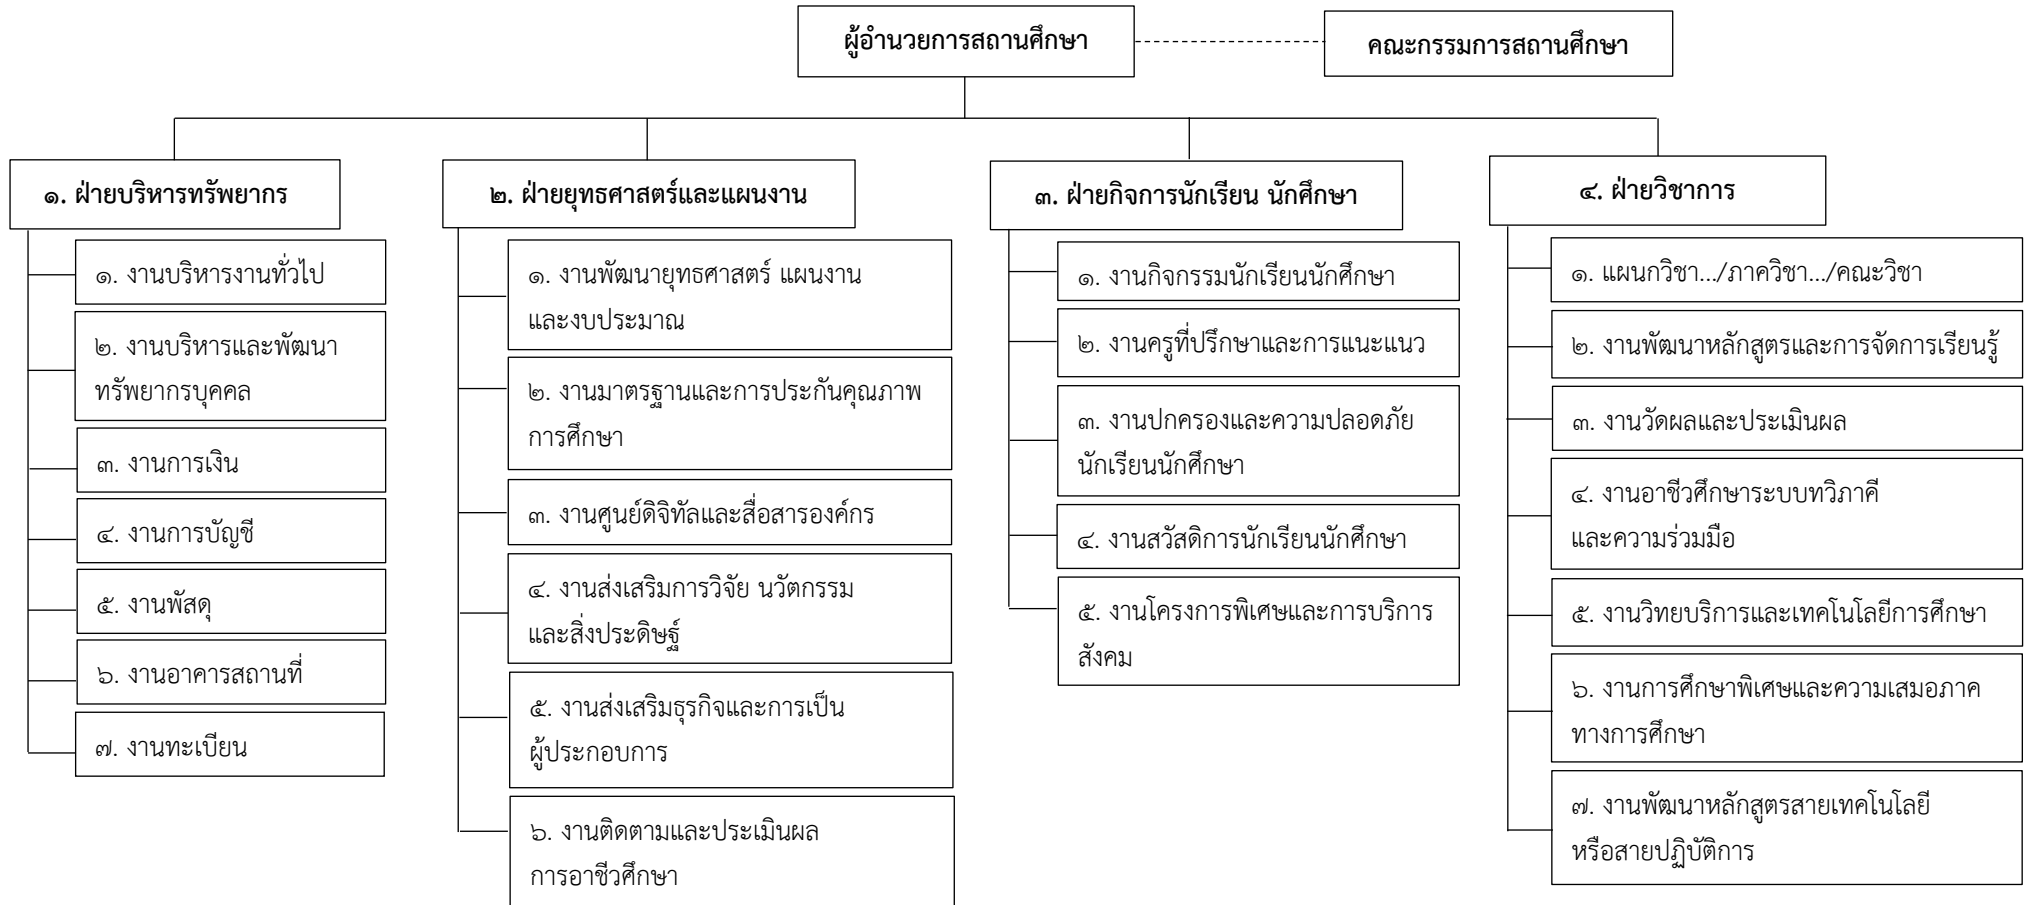 ผู้อำนวยการสถานศึกษา
คณะกรรมการสถานศึกษา
๑. ฝ่ายบริหารทรัพยากร
๑. งานบริหารงานทั่วไป
๒. งานบริหารและพัฒนา
ทรัพยากรบุคคล
๓. งานการเงิน
๔. งานการบัญชี
๕. งานพัสดุ
๖. งานอาคารสถานที่
๗. งานทะเบียน
๒. ฝ่ายยุทธศาสตร์และแผนงาน
๑. งานพัฒนายุทธศาสตร์ แผนงาน
และงบประมาณ
๒. งานมาตรฐานและการประกันคุณภาพ
การศึกษา
๓. งานศูนย์ดิจิทัลและสื่อสารองค์กร
๔. งานส่งเสริมการวิจัย นวัตกรรม
และสิ่งประดิษฐ์
๕. งานส่งเสริมธุรกิจและการเป็น
ผู้ประกอบการ
๖. งานติดตามและประเมินผล
การอาชีวศึกษา
๓. ฝ่ายกิจการนักเรียน นักศึกษา
๑. งานกิจกรรมนักเรียนนักศึกษา
๒. งานครูที่ปรึกษาและการแนะแนว
๓. งานปกครองและความปลอดภัย
นักเรียนนักศึกษา
๔. งานสวัสดิการนักเรียนนักศึกษา
๕. งานโครงการพิเศษและการบริการ
สังคม
๔. ฝ่ายวิชาการ
๑. แผนกวิชา.../ภาควิชา.../คณะวิชา
๒. งานพัฒนาหลักสูตรและการจัดการเรียนรู้
๓. งานวัดผลและประเมินผล
๔. งานอาชีวศึกษาระบบทวิภาคี
และความร่วมมือ
๕. งานวิทยบริการและเทคโนโลยีการศึกษา
๖. งานการศึกษาพิเศษและความเสมอภาค
ทางการศึกษา
๗. งานพัฒนาหลักสูตรสายเทคโนโลยี
หรือสายปฏิบัติการ